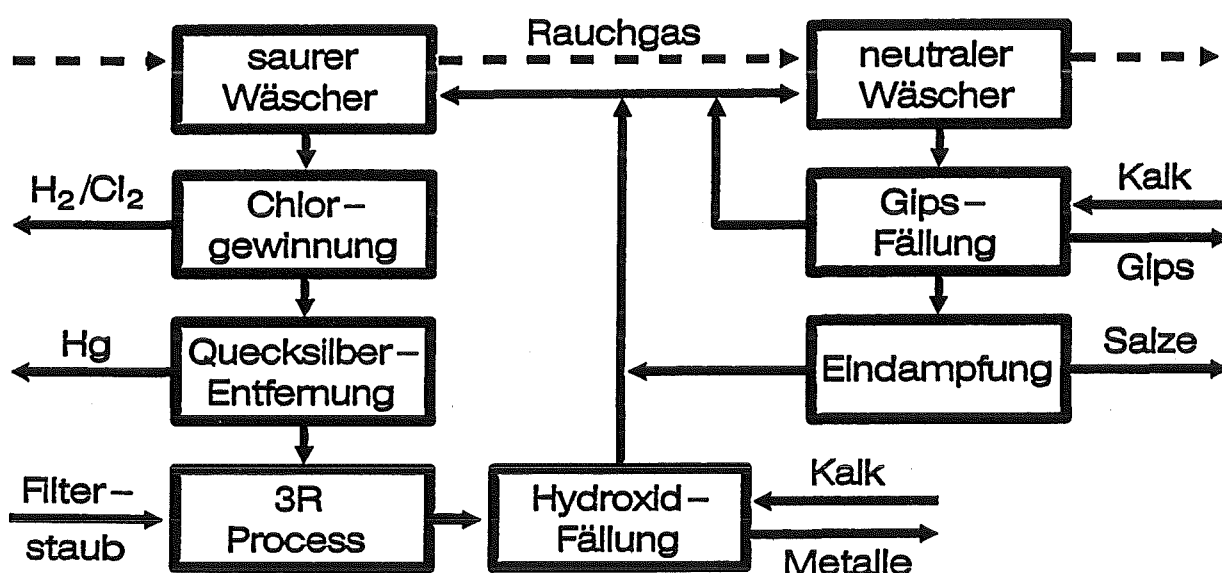 Rauchgas
saurer
Wäscher
neutraler
Wäscher
H₂/Cl₂
Chlor-
gewinnung
Gips-
Fällung
Kalk
Gips
Hg
Quecksilber-
Entfernung
Eindampfung
Salze
Filter-
staub
3R
Process
Hydroxid-
Fällung
Kalk
Metalle